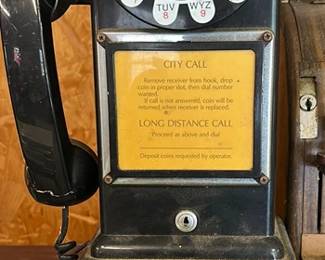 TUV WXYZ
8 9
CITY CALL
Remove receiver from hook, drop
coin in proper slot, then dial number
wanted.
If call is not answered, coin will be
returned when receiver is replaced.
LONG DISTANCE CALL
Proceed as above and dial
Deposit coins requested by operator.